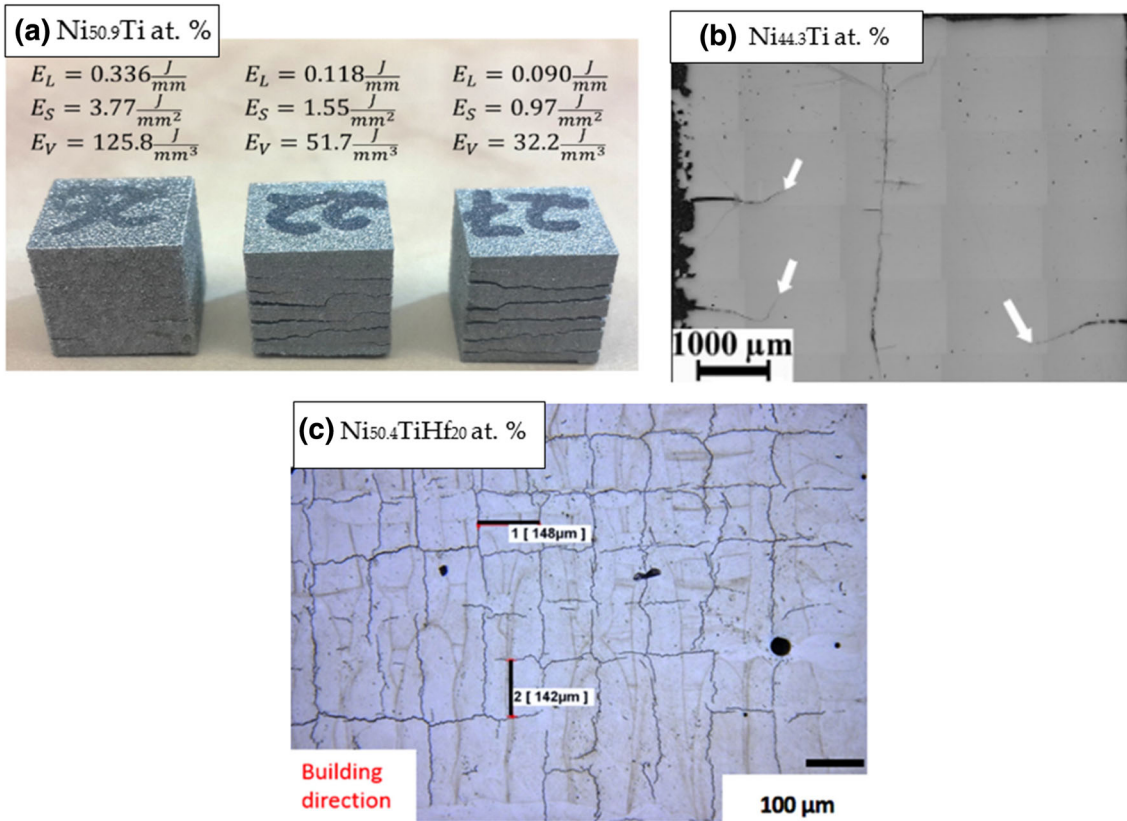 (a) Ni50.9Ti at. %
E_L = 0.336 J/mm E_L = 0.118 J/mm E_L = 0.090 J/mm
E_S = 3.77 J/mm² E_S = 1.55 J/mm² E_S = 0.97 J/mm²
E_V = 125.8 J/mm³ E_V = 51.7 J/mm³ E_V = 32.2 J/mm³
22 27
(b) Ni44.3Ti at. %
1000 μm
(c) Ni50.4TiHf20 at. %
1 [ 148μm ]
2 [ 142μm ]
Building
direction
100 μm